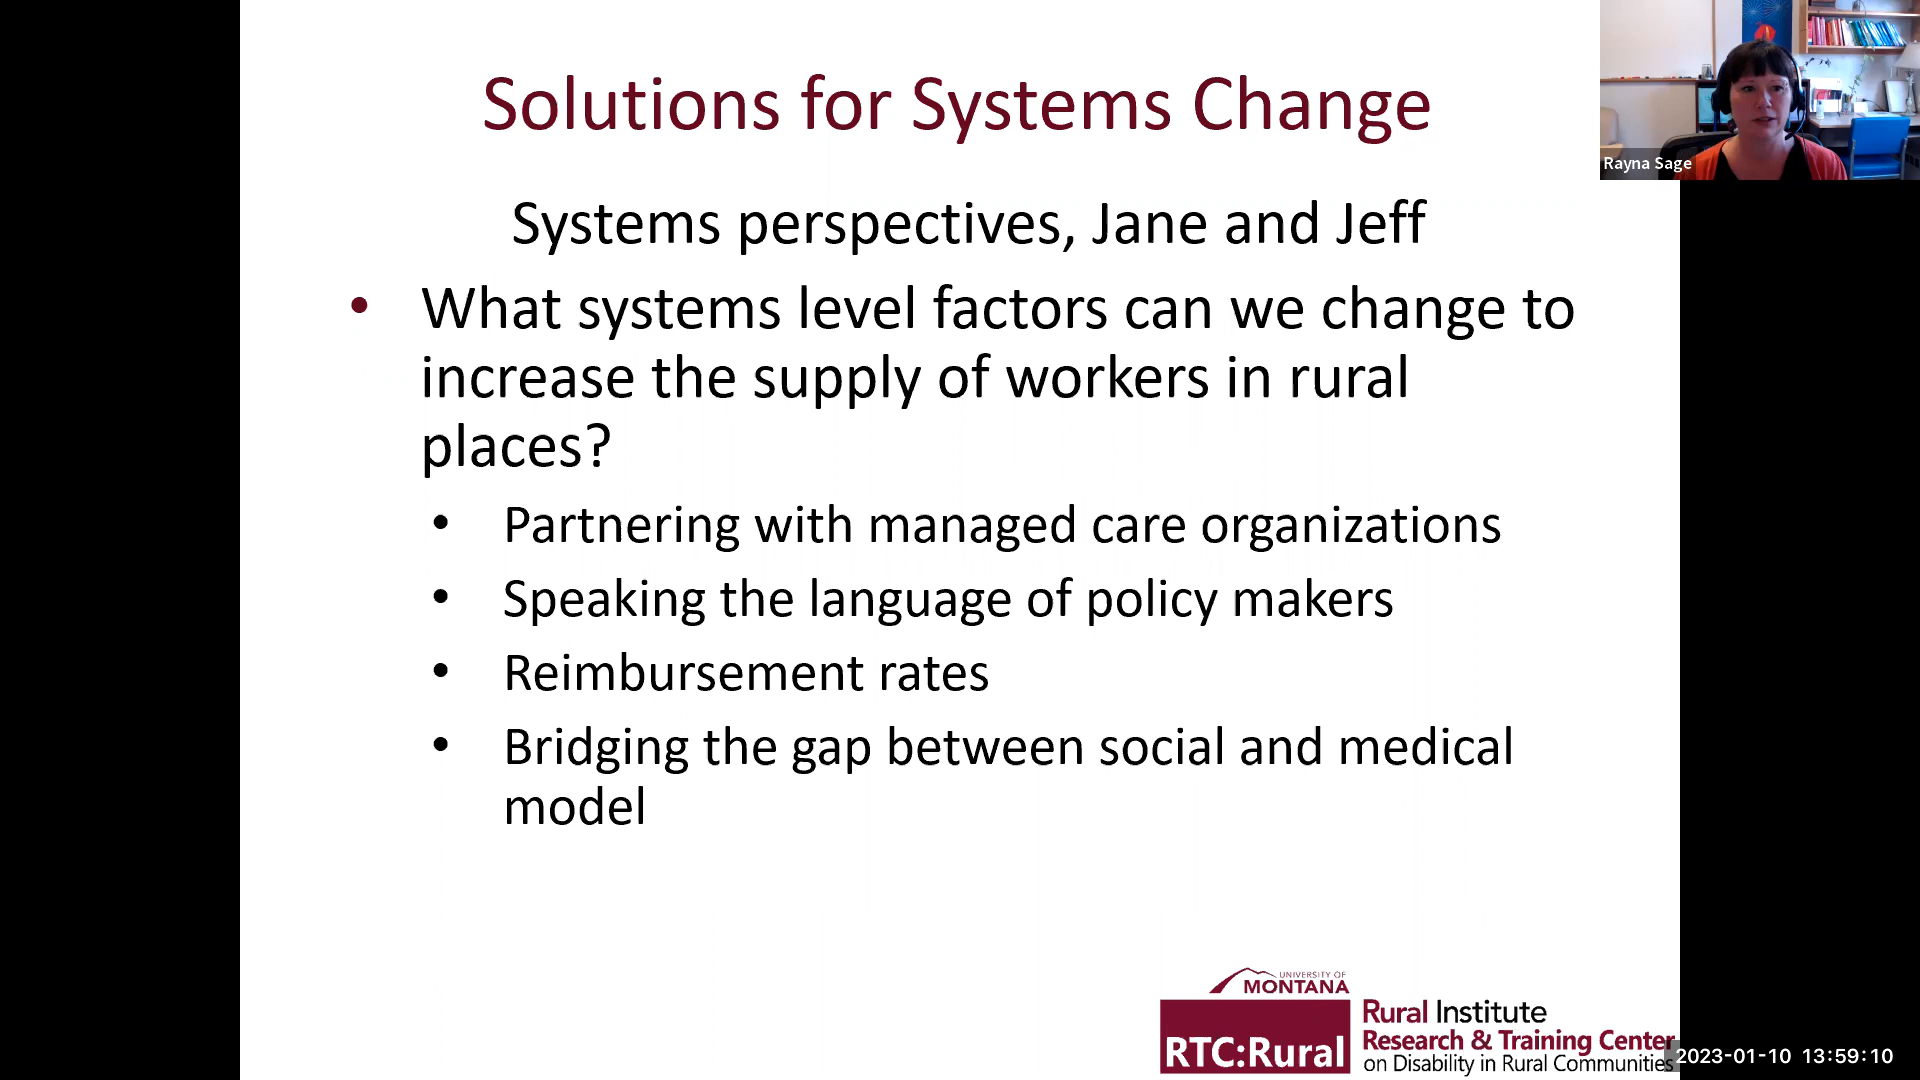 Solutions for Systems Change
Rayna Sage
Systems perspectives, Jane and Jeff
• What systems level factors can we change to
increase the supply of workers in rural
places?
• Partnering with managed care organizations
• Speaking the language of policy makers
• Reimbursement rates
• Bridging the gap between social and medical
model
UNIVERSITY OF
MONTANA
RTC:Rural
Rural Institute
Research & Training Center
on Disability in Rural Communities
2023-01-10 13:59:10